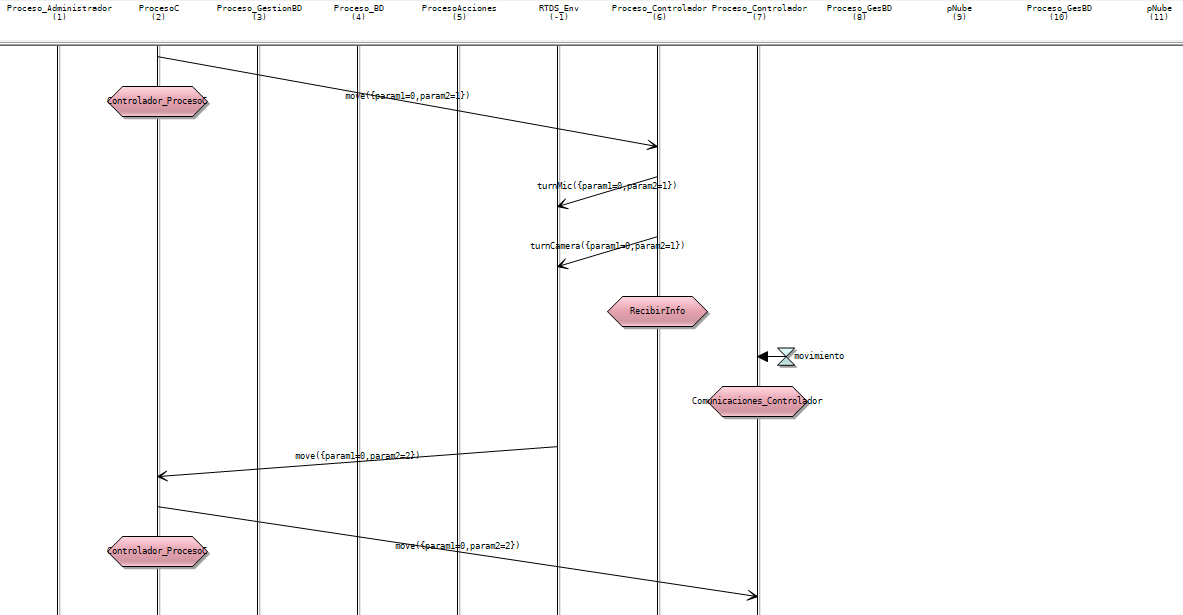 Proceso_Administrador ProcesoC Proceso_GestionBD Proceso_BD ProcesoAcciones RTDS_Env Proceso_Controlador Proceso_Controlador Proceso_GesBD pNube Proceso_GesBD pNube
(1) (2) (3) (4) (5) (-1) (6) (7) (8) (9) (10) (11)
move({param1=0,param2=1})
Controlador_ProcesoC
turnMic({param1=0,param2=1})
turnCamera({param1=0,param2=1})
RecibirInfo
movimiento
Comunicaciones_Controlador
move({param1=0,param2=2})
move({param1=0,param2=2})
Controlador_ProcesoC